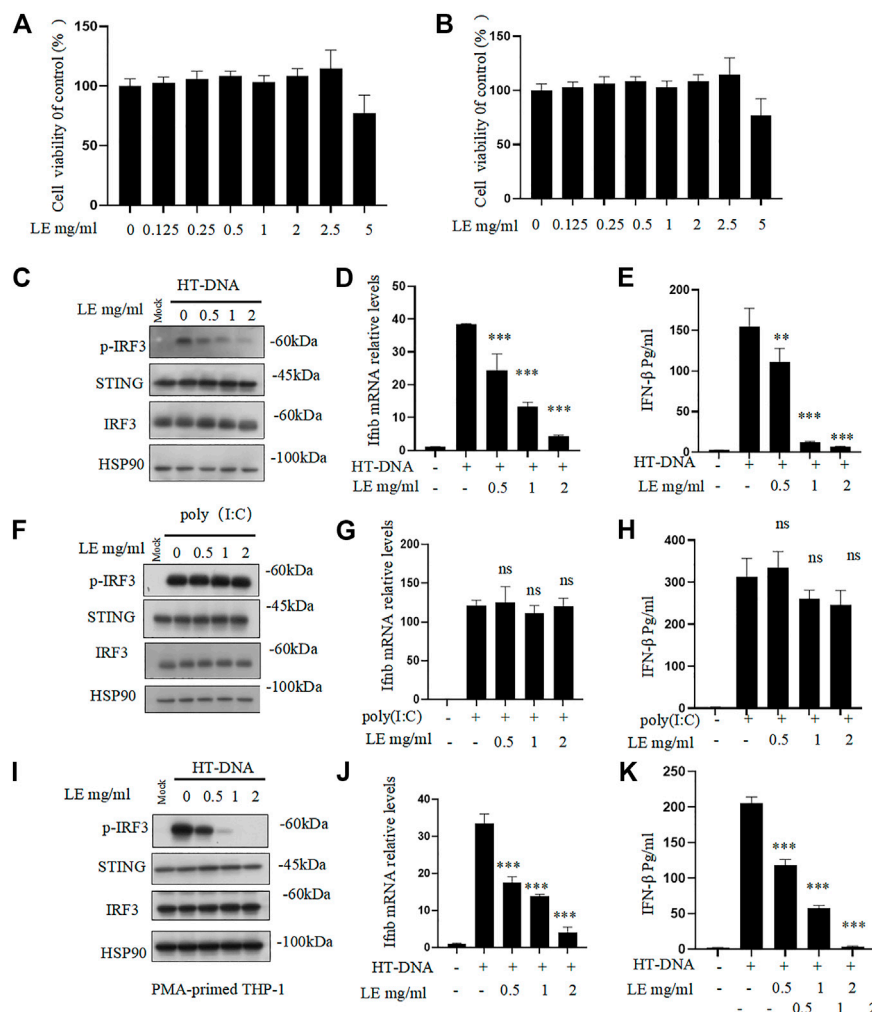 A
Cell viability 0f control (% )
150
100
50
0
0 0.125 0.25 0.5 1 2 2.5 5
LE mg/ml
B
Cell viability 0f control (% )
150
100
50
0
0 0.125 0.25 0.5 1 2 2.5 5
LE mg/ml
C
HT-DNA
LE mg/ml Mock 0 0.5 1 2
p-IRF3 -60kDa
STING -45kDa
IRF3 -60kDa
HSP90 -100kDa
D
Ifnb mRNA relative levels
40
30
20
10
0
*** *** ***
HT-DNA - + + + +
LE mg/ml - - 0.5 1 2
E
IFN-β Pg/ml
200
150
100
50
0
** *** ***
HT-DNA - + + + +
LE mg/ml - - 0.5 1 2
F
poly (I:C)
LE mg/ml Mock 0 0.5 1 2
p-IRF3 -60kDa
STING -45kDa
IRF3 -60kDa
HSP90 -100kDa
G
Ifnb mRNA relative levels
200
150
100
50
0
ns ns ns
poly(I:C) - + + + +
LE mg/ml - - 0.5 1 2
H
IFN-β Pg/ml
400
300
200
100
0
ns ns ns
poly(I:C) - + + + +
LE mg/ml - - 0.5 1 2
I
HT-DNA
LE mg/ml Mock 0 0.5 1 2
p-IRF3 -60kDa
STING -45kDa
IRF3 -60kDa
HSP90 -100kDa
PMA-primed THP-1
J
Ifnb mRNA relative levels
40
30
20
10
0
*** *** ***
HT-DNA - + + + +
LE mg/ml - - 0.5 1 2
K
IFN-β Pg/ml
250
200
150
100
50
0
*** *** ***
HT-DNA - + + + +
LE mg/ml - - 0.5 1 2
- - 0.5 1 2